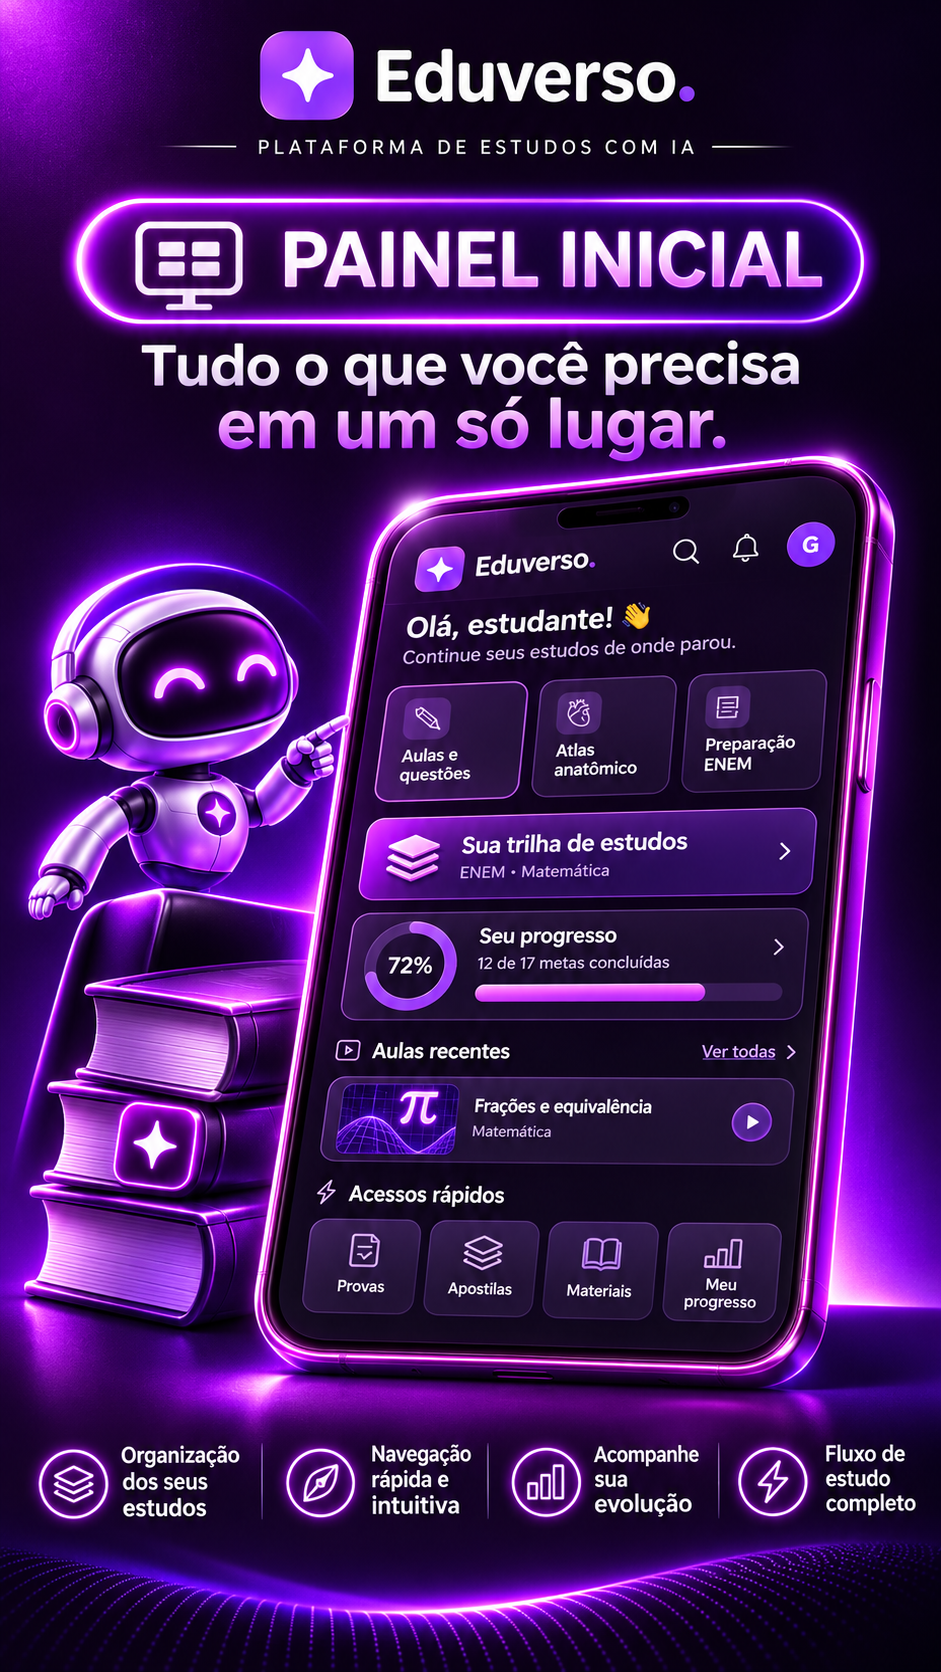 Eduverso.
PLATAFORMA DE ESTUDOS COM IA
PAINEL INICIAL
Tudo o que você precisa
em um só lugar.
Eduverso.
G
Olá, estudante! 👋
Continue seus estudos de onde parou.
Aulas e
questões
Atlas
anatômico
Preparação
ENEM
Sua trilha de estudos
ENEM • Matemática
72%
Seu progresso
12 de 17 metas concluídas
Aulas recentes
Ver todas
π
Frações e equivalência
Matemática
Acessos rápidos
Provas
Apostilas
Materiais
Meu
progresso
Organização
dos seus
estudos
Navegação
rápida e
intuitiva
Acompanhe
sua
evolução
Fluxo de
estudo
completo